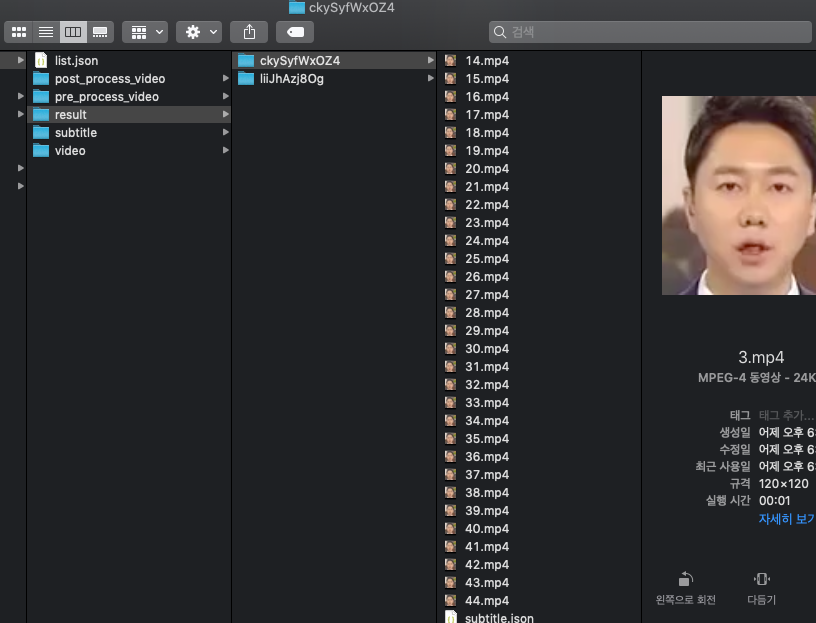 ckySyfWxOZ4
검색
list.json
post_process_video
pre_process_video
result
subtitle
video
ckySyfWxOZ4
IiiJhAzj8Og
14.mp4
15.mp4
16.mp4
17.mp4
18.mp4
19.mp4
20.mp4
21.mp4
22.mp4
23.mp4
24.mp4
25.mp4
26.mp4
27.mp4
28.mp4
29.mp4
30.mp4
31.mp4
32.mp4
33.mp4
34.mp4
35.mp4
36.mp4
37.mp4
38.mp4
39.mp4
40.mp4
41.mp4
42.mp4
43.mp4
44.mp4
subtitle.json
3.mp4
MPEG-4 동영상 - 24K
태그 태그 추가...
생성일 어제 오후 6
수정일 어제 오후 6
최근 사용일 어제 오후 6
규격 120×120
실행 시간 00:01
자세히 보기
왼쪽으로 회전
다듬기